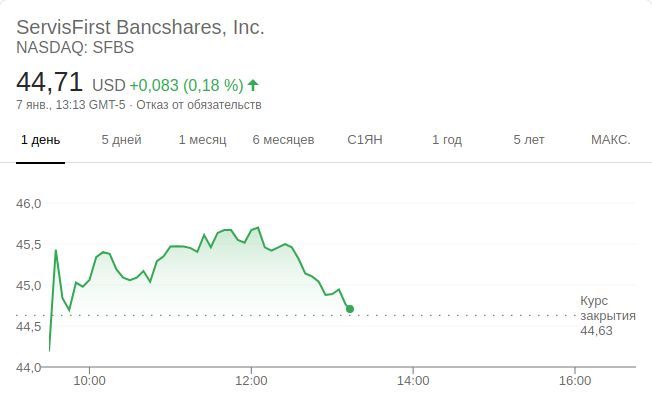 ServisFirst Bancshares, Inc.
NASDAQ: SFBS
44,71 USD +0,083 (0,18 %)
7 янв., 13:13 GMT-5 · Отказ от обязательств
1 день 5 дней 1 месяц 6 месяцев С1ЯН 1 год 5 лет МАКС.
46,0
45,5
45,0
Курс
закрытия
44,63
44,5
44,0
10:00 12:00 14:00 16:00